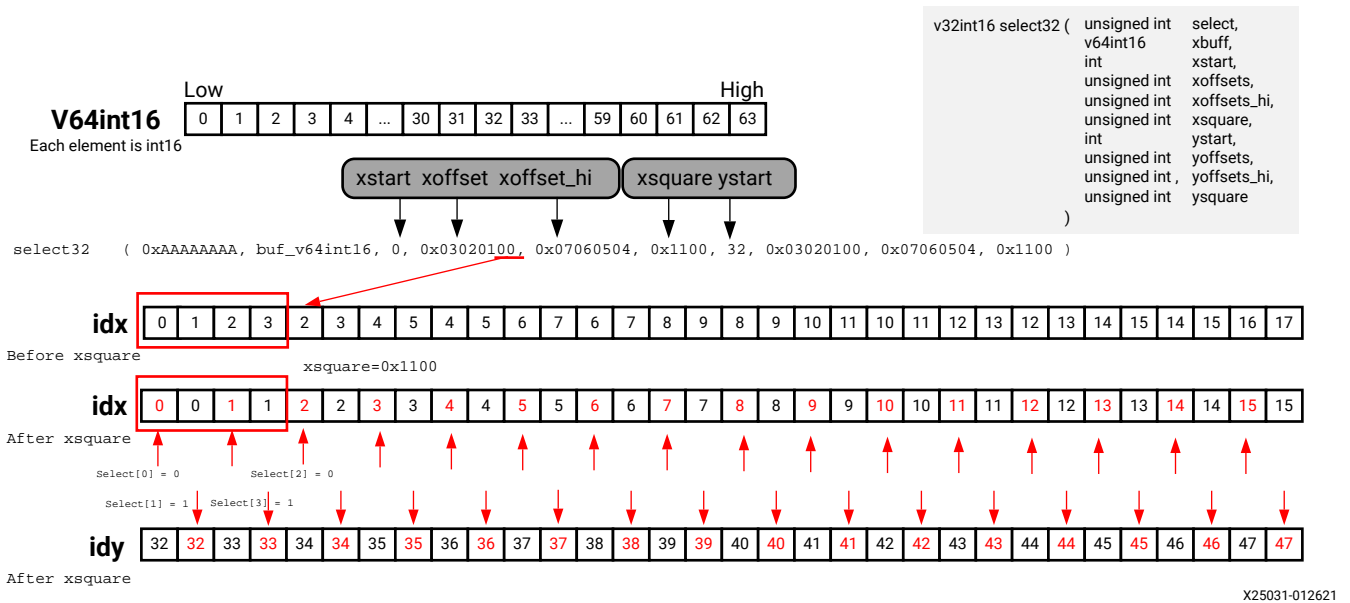 v32int16 select32 ( unsigned int select,
v64int16 xbuff,
int xstart,
unsigned int xoffsets,
unsigned int xoffsets_hi,
unsigned int xsquare,
int ystart,
unsigned int yoffsets,
unsigned int , yoffsets_hi,
unsigned int ysquare
)
Low High
V64int16 0 1 2 3 4 ... 30 31 32 33 ... 59 60 61 62 63
Each element is int16
xstart xoffset xoffset_hi xsquare ystart
select32 ( 0xAAAAAAAA, buf_v64int16, 0, 0x03020100, 0x07060504, 0x1100, 32, 0x03020100, 0x07060504, 0x1100 )
idx 0 1 2 3 2 3 4 5 4 5 6 7 6 7 8 9 8 9 10 11 10 11 12 13 12 13 14 15 14 15 16 17
Before xsquare
xsquare=0x1100
idx 0 0 1 1 2 2 3 3 4 4 5 5 6 6 7 7 8 8 9 9 10 10 11 11 12 12 13 13 14 14 15 15
After xsquare
Select[0] = 0 Select[2] = 0
Select[1] = 1 Select[3] = 1
idy 32 32 33 33 34 34 35 35 36 36 37 37 38 38 39 39 40 40 41 41 42 42 43 43 44 44 45 45 46 46 47 47
After xsquare
X25031-012621